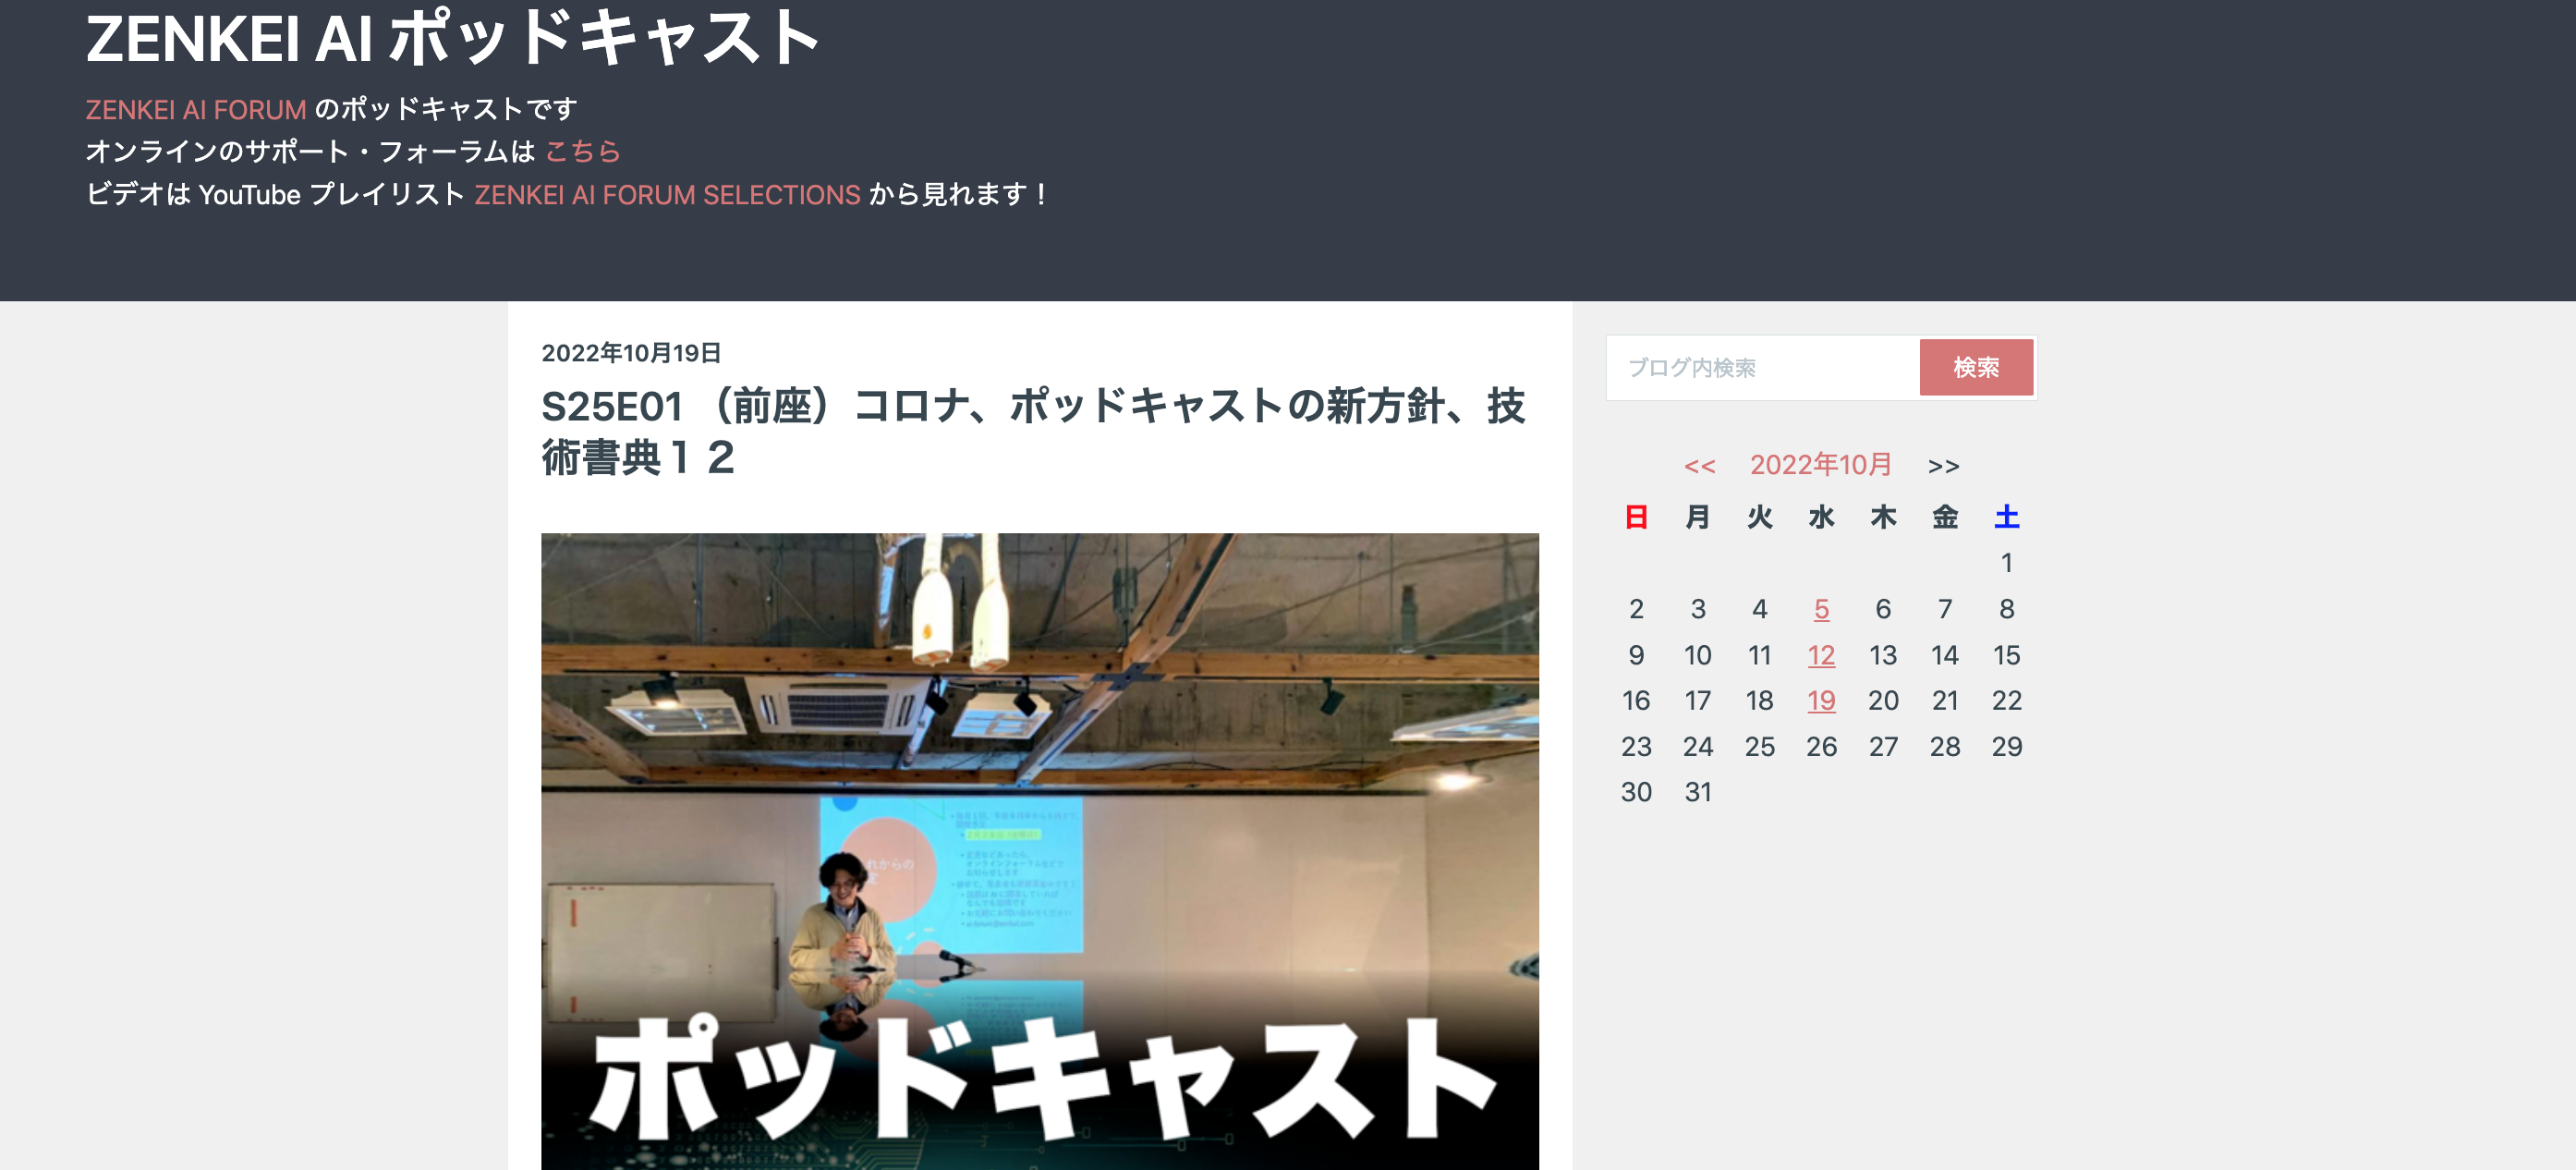 ZENKEI AI ポッドキャスト
ZENKEI AI FORUM のポッドキャストです
オンラインのサポート・フォーラムは こちら
ビデオは YouTube プレイリスト ZENKEI AI FORUM SELECTIONS から見れます！
2022年10月19日
S25E01 （前座）コロナ、ポッドキャストの新方針、技
術書典１２
ポッドキャスト
ブログ内検索 検索
<< 2022年10月 >>
日 月 火 水 木 金 土
1
2 3 4 5 6 7 8
9 10 11 12 13 14 15
16 17 18 19 20 21 22
23 24 25 26 27 28 29
30 31